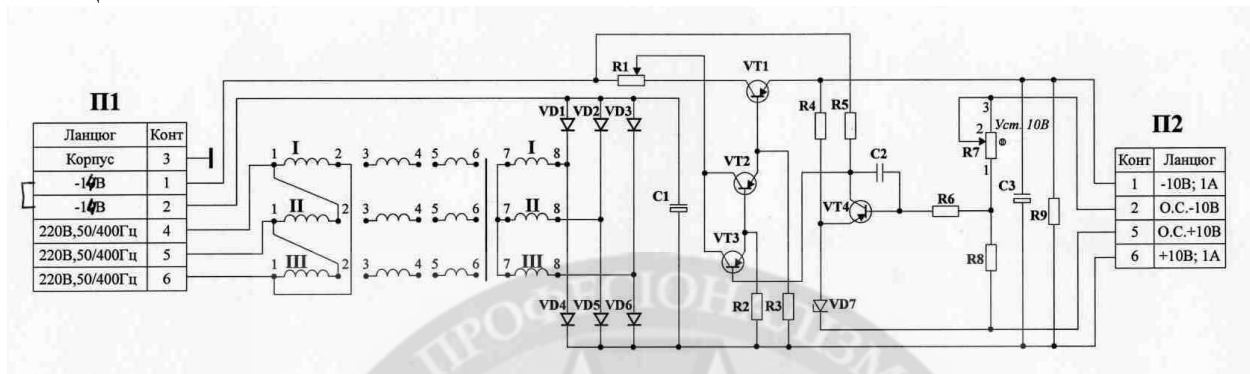 П1
Ланцюг Конт
Корпус 3
-10В 1
-10В 2
220В,50/400Гц 4
220В,50/400Гц 5
220В,50/400Гц 6
I
1 2 3 4 5 6 7 8
I
II
1 2 3 4 5 6 7 8
II
III
1 2 3 4 5 6 7 8
III
VD1 VD2 VD3
VD4 VD5 VD6
C1
R1
VT1
VT2
VT3
R2 R3
R4 R5
C2
VT4
R6
VD7
3
2 Уст. 10В
R7
1
R8
C3
R9
П2
Конт Ланцюг
1 -10В; 1А
2 О.С.-10В
5 О.С.+10В
6 +10В; 1А
ПРОФЕСІОНАЛІЗМ